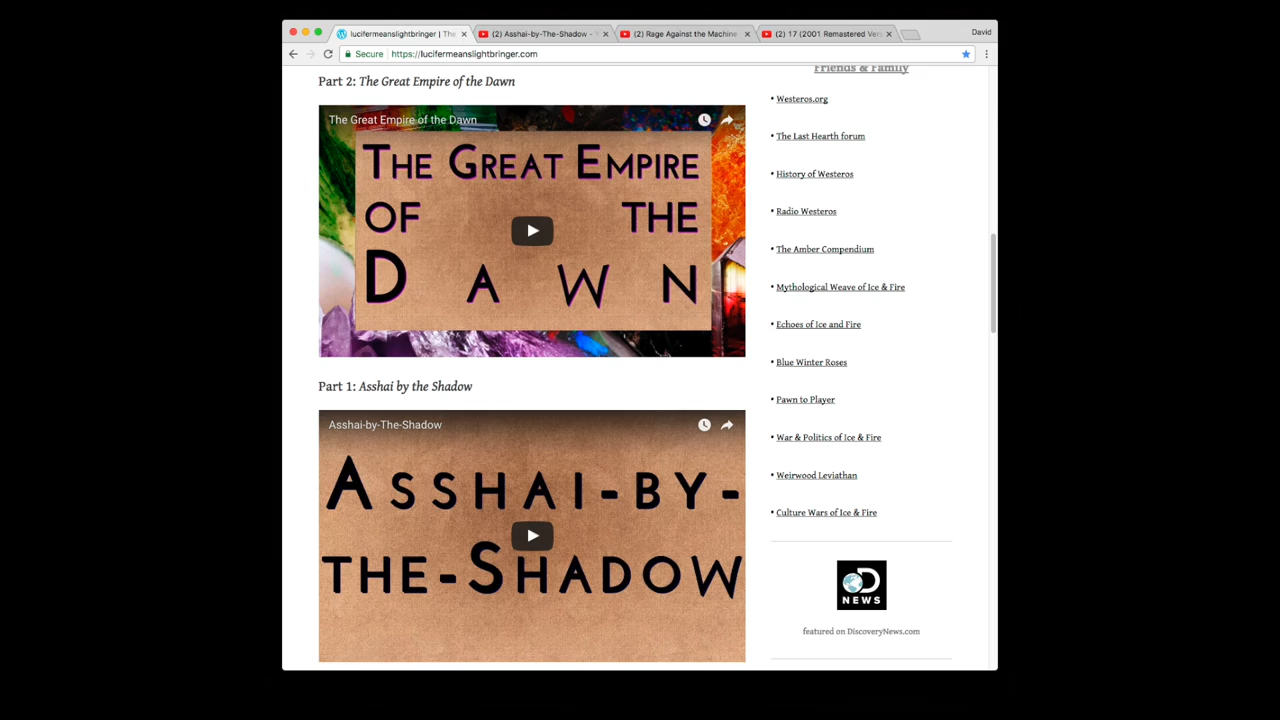 lucifermeanslightbringer | The
(2) Asshai-by-The-Shadow - Y
(2) Rage Against the Machine
(2) 17 (2001 Remastered Vers
David
Secure
https://lucifermeanslightbringer.com
Part 2: The Great Empire of the Dawn
The Great Empire of the Dawn
THE GREAT EMPIRE
OF THE
DAWN
Part 1: Asshai by the Shadow
Asshai-by-The-Shadow
ASSHAI-BY-
THE-SHADOW
Friends & Family
• Westeros.org
• The Last Hearth forum
• History of Westeros
• Radio Westeros
• The Amber Compendium
• Mythological Weave of Ice & Fire
• Echoes of Ice and Fire
• Blue Winter Roses
• Pawn to Player
• War & Politics of Ice & Fire
• Weirwood Leviathan
• Culture Wars of Ice & Fire
D
NEWS
featured on DiscoveryNews.com